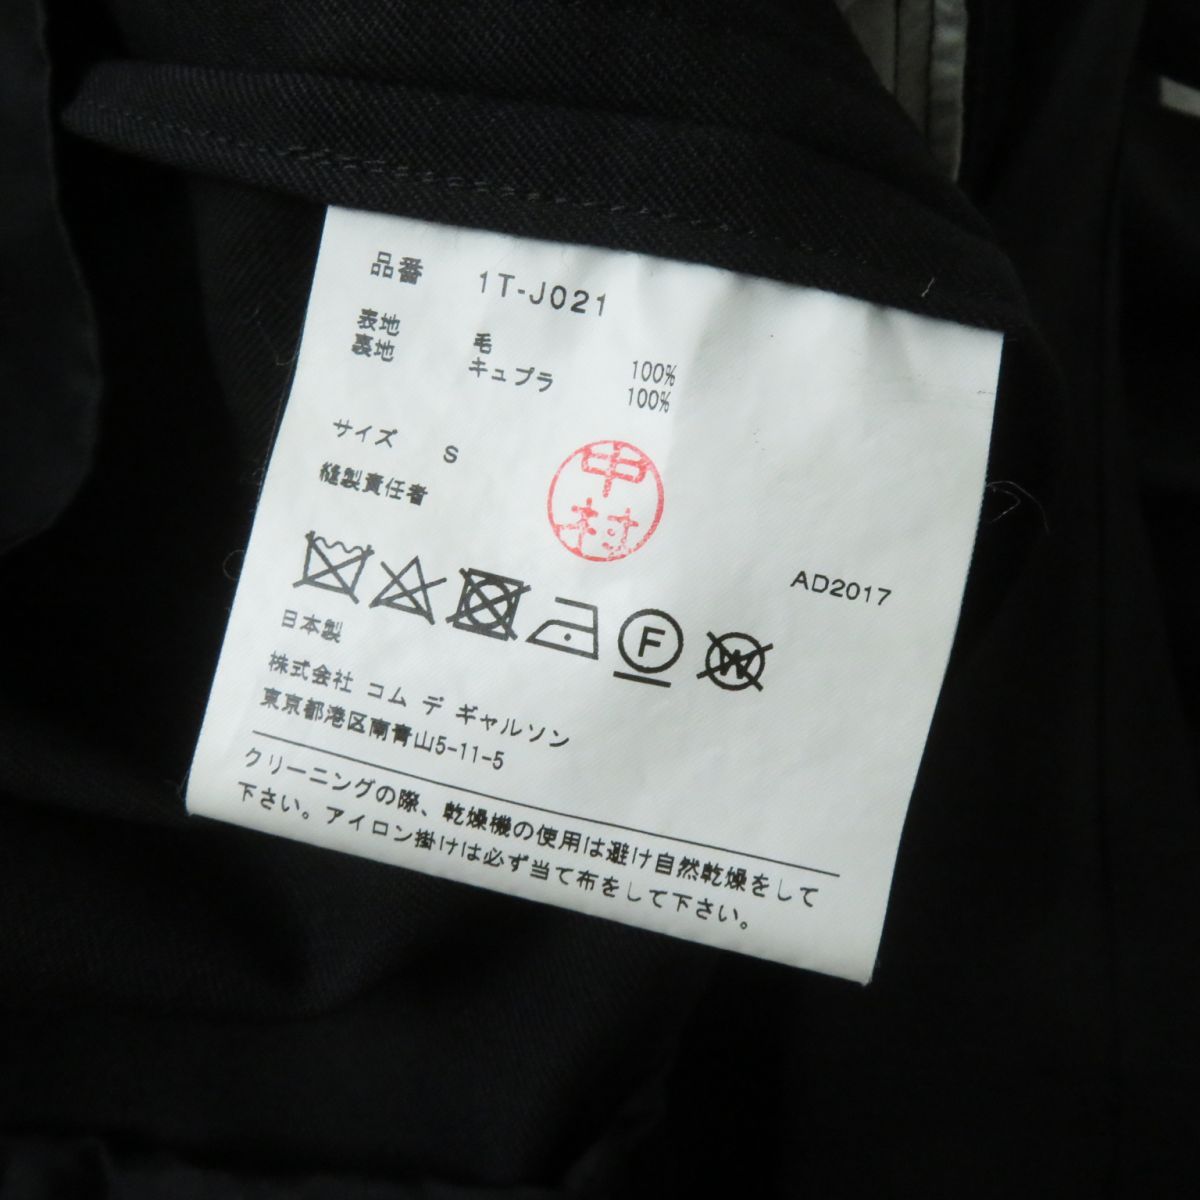 品番 1T-J021
表地 毛 100%
裏地 キュプラ 100%
サイズ S
縫製責任者
中村
AD2017
F
W
日本製
株式会社 コム デ ギャルソン
東京都港区南青山5-11-5
クリーニングの際、乾燥機の使用は避け自然乾燥をして
下さい。アイロン掛けは必ず当て布をして下さい。